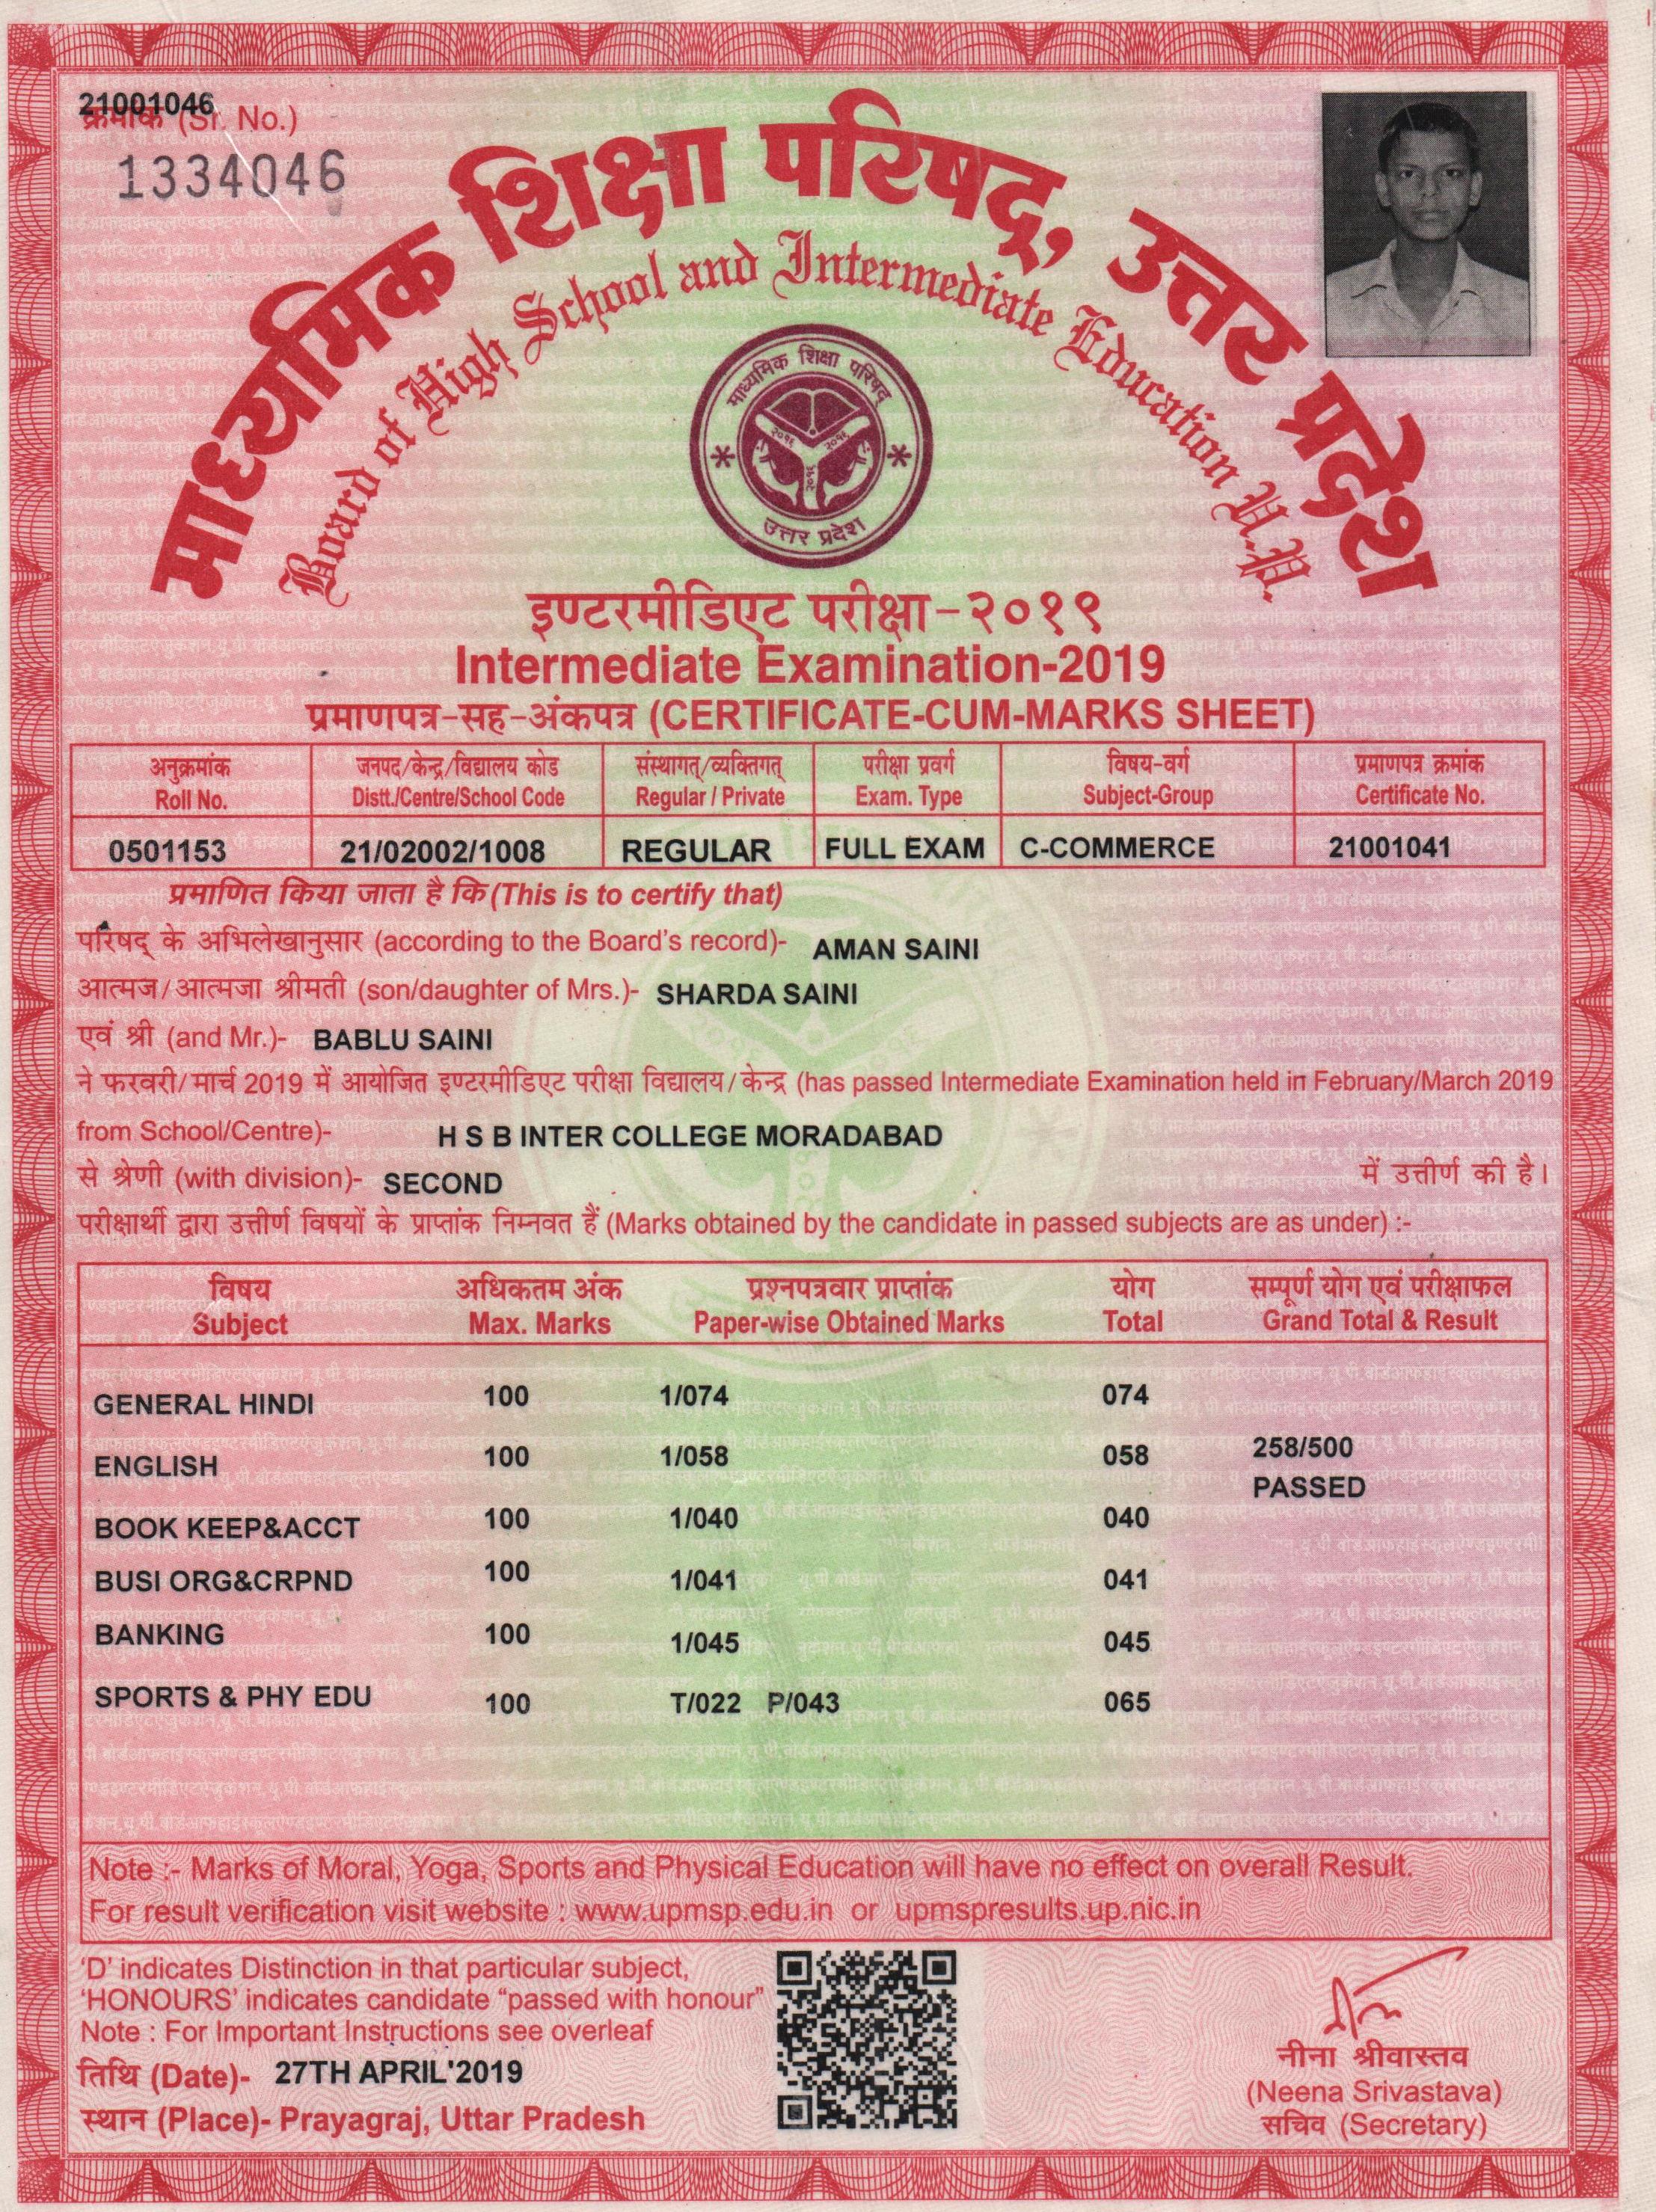 21001046
क्रमांक (Sr. No.)
1334046
माध्यमिक शिक्षा परिषद्, उत्तर प्रदेश
Board of High School and Intermediate Education U.P.
माध्यमिक शिक्षा परिषद्
२०१६ २०१६
२०१६
उत्तर प्रदेश
इण्टरमीडिएट परीक्षा-२०१९
Intermediate Examination-2019
प्रमाणपत्र-सह-अंकपत्र (CERTIFICATE-CUM-MARKS SHEET)
अनुक्रमांक जनपद/केन्द्र/विद्यालय कोड संस्थागत्/व्यक्तिगत् परीक्षा प्रवर्ग विषय-वर्ग प्रमाणपत्र क्रमांक
Roll No. Distt./Centre/School Code Regular / Private Exam. Type Subject-Group Certificate No.
0501153 21/02002/1008 REGULAR FULL EXAM C-COMMERCE 21001041
प्रमाणित किया जाता है कि (This is to certify that)
परिषद् के अभिलेखानुसार (according to the Board's record)- AMAN SAINI
आत्मज/आत्मजा श्रीमती (son/daughter of Mrs.)- SHARDA SAINI
एवं श्री (and Mr.)- BABLU SAINI
ने फरवरी/मार्च 2019 में आयोजित इण्टरमीडिएट परीक्षा विद्यालय/केन्द्र (has passed Intermediate Examination held in February/March 2019
from School/Centre)- H S B INTER COLLEGE MORADABAD
से श्रेणी (with division)- SECOND में उत्तीर्ण की है।
परीक्षार्थी द्वारा उत्तीर्ण विषयों के प्राप्तांक निम्नवत हैं (Marks obtained by the candidate in passed subjects are as under) :-
विषय अधिकतम अंक प्रश्नपत्रवार प्राप्तांक योग सम्पूर्ण योग एवं परीक्षाफल
Subject Max. Marks Paper-wise Obtained Marks Total Grand Total & Result
GENERAL HINDI 100 1/074 074
ENGLISH 100 1/058 058 258/500
PASSED
BOOK KEEP&ACCT 100 1/040 040
BUSI ORG&CRPND 100 1/041 041
BANKING 100 1/045 045
SPORTS & PHY EDU 100 T/022 P/043 065
Note :- Marks of Moral, Yoga, Sports and Physical Education will have no effect on overall Result.
For result verification visit website : www.upmsp.edu.in or upmspresults.up.nic.in
'D' indicates Distinction in that particular subject,
'HONOURS' indicates candidate "passed with honour"
Note : For Important Instructions see overleaf
तिथि (Date)- 27TH APRIL'2019
स्थान (Place)- Prayagraj, Uttar Pradesh
नीना श्रीवास्तव
(Neena Srivastava)
सचिव (Secretary)